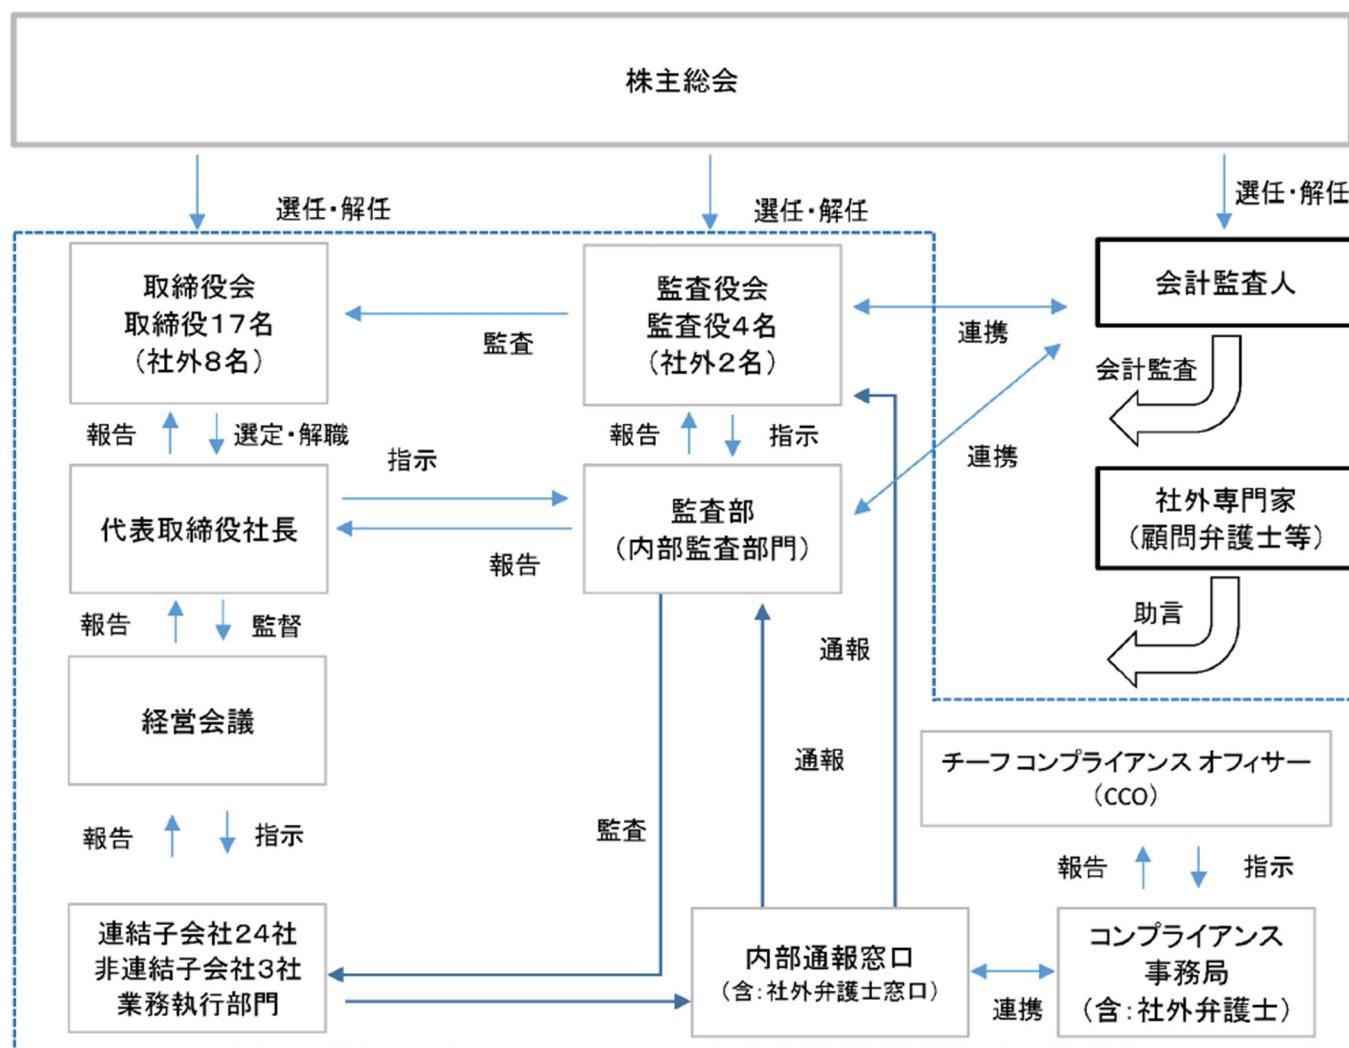 株主総会
選任・解任
選任・解任
選任・解任
取締役会
取締役17名
（社外8名）
監査
監査役会
監査役4名
（社外2名）
連携
会計監査人
会計監査
報告
選定・解職
報告
指示
連携
指示
代表取締役社長
報告
監査部
（内部監査部門）
社外専門家
（顧問弁護士等）
助言
報告
監督
通報
経営会議
通報
チーフ コンプライアンス オフィサー
（CCO）
報告
指示
監査
報告
指示
連結子会社24社
非連結子会社3社
業務執行部門
内部通報窓口
（含：社外弁護士窓口）
連携
コンプライアンス
事務局
（含：社外弁護士）